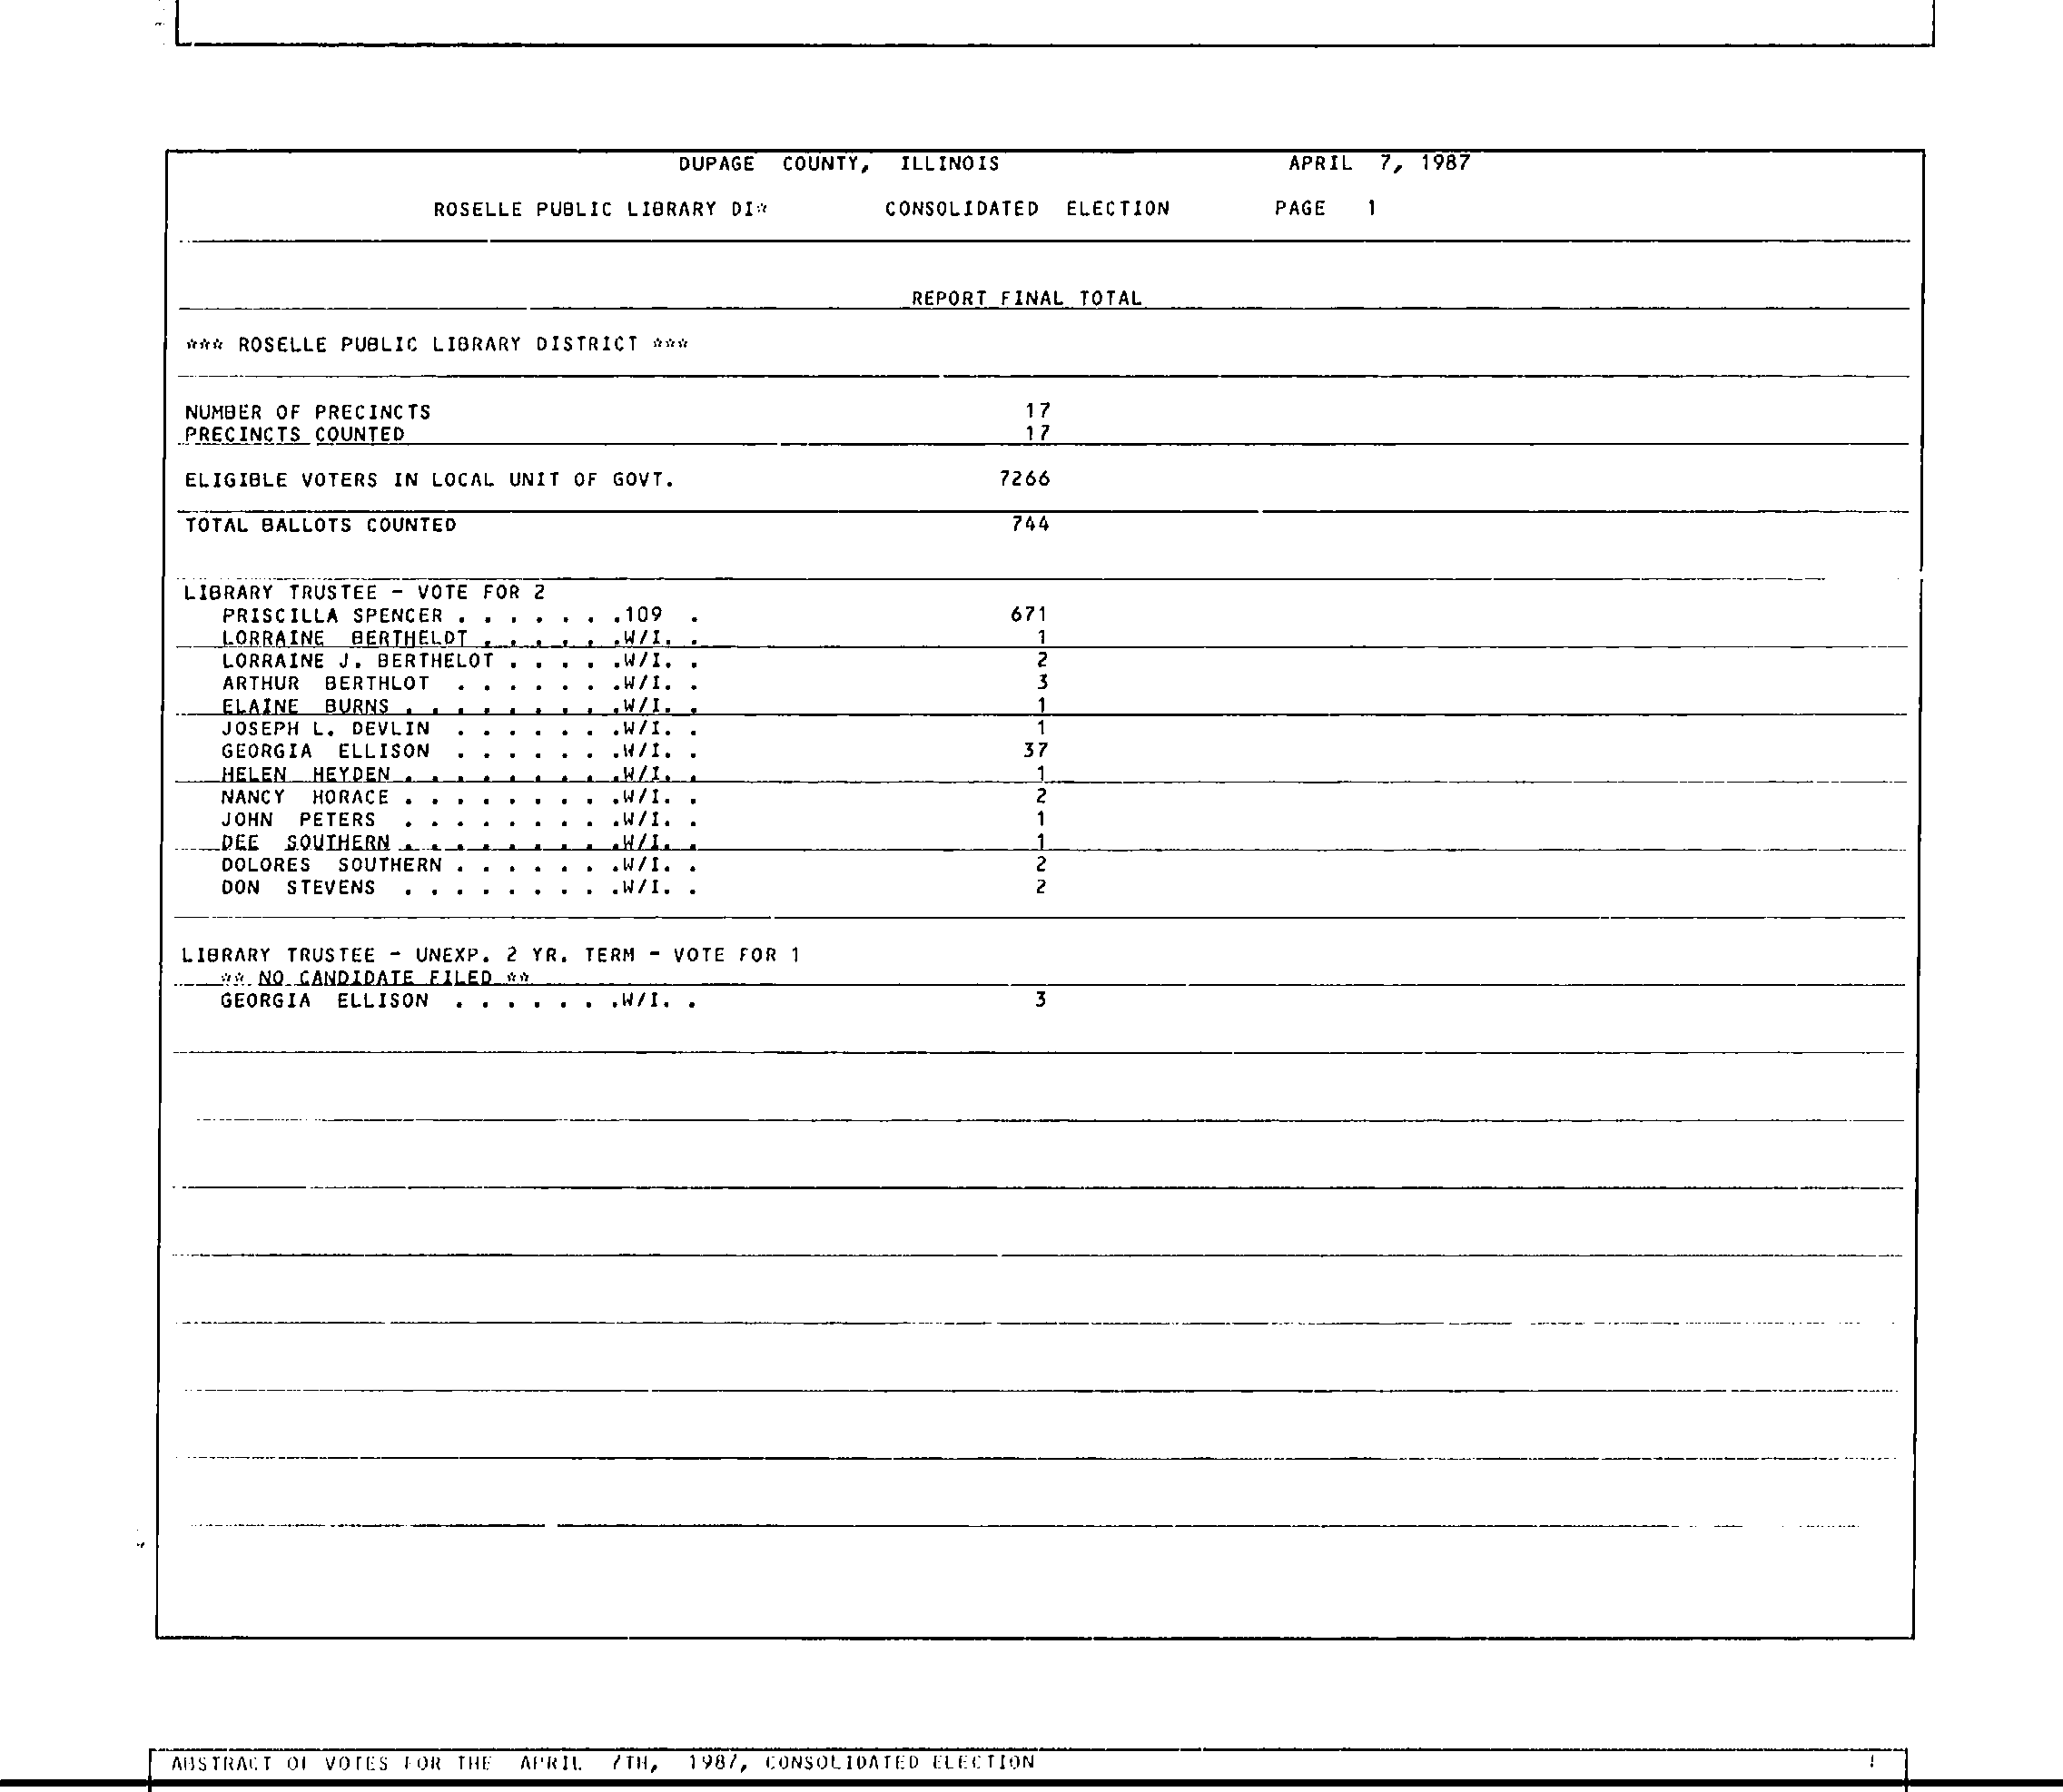 DUPAGE COUNTY, ILLINOIS APRIL 7, 1987
ROSELLE PUBLIC LIBRARY DI* CONSOLIDATED ELECTION PAGE 1
REPORT FINAL TOTAL
*** ROSELLE PUBLIC LIBRARY DISTRICT ***
NUMBER OF PRECINCTS 17
PRECINCTS COUNTED 17
ELIGIBLE VOTERS IN LOCAL UNIT OF GOVT. 7266
TOTAL BALLOTS COUNTED 744
LIBRARY TRUSTEE - VOTE FOR 2
PRISCILLA SPENCER . . . . . . .109 . 671
LORRAINE BERTHELDT . . . . . .W/I. . 1
LORRAINE J. BERTHELOT . . . . .W/I. . 2
ARTHUR BERTHLOT . . . . . . .W/I. . 3
ELAINE BURNS . . . . . . . . .W/I. . 1
JOSEPH L. DEVLIN . . . . . . .W/I. . 1
GEORGIA ELLISON . . . . . . .W/I. . 37
HELEN HEYDEN . . . . . . . . .W/I. . 1
NANCY HORACE . . . . . . . . .W/I. . 2
JOHN PETERS . . . . . . . . .W/I. . 1
DEE SOUTHERN . . . . . . . . .W/I. . 1
DOLORES SOUTHERN . . . . . . .W/I. . 2
DON STEVENS . . . . . . . . .W/I. . 2
LIBRARY TRUSTEE - UNEXP. 2 YR. TERM - VOTE FOR 1
** NO CANDIDATE FILED **
GEORGIA ELLISON . . . . . . .W/I. . 3
ABSTRACT OF VOTES FOR THE APRIL 7TH, 1987, CONSOLIDATED ELECTION